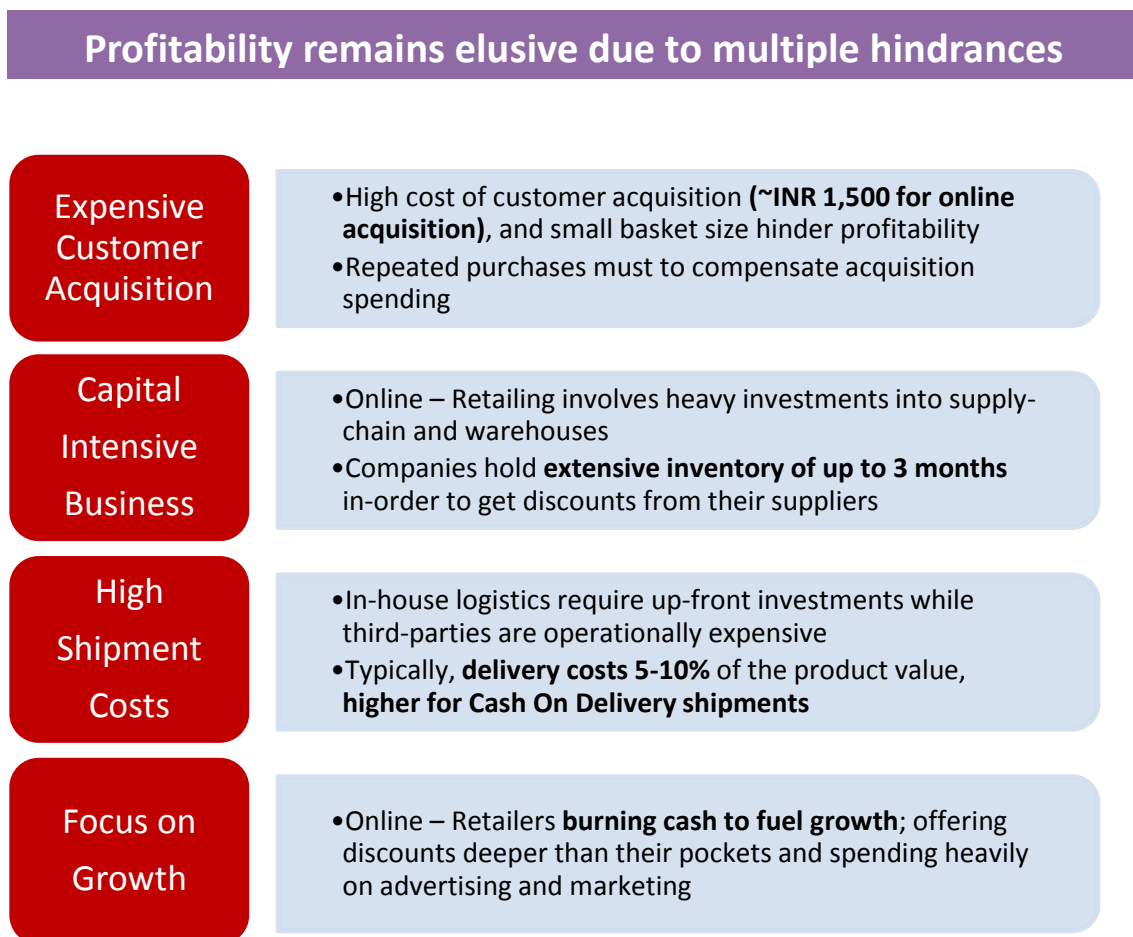 Profitability remains elusive due to multiple hindrances
Expensive
Customer
Acquisition
•High cost of customer acquisition (~INR 1,500 for online
acquisition), and small basket size hinder profitability
•Repeated purchases must to compensate acquisition
spending
Capital
Intensive
Business
•Online – Retailing involves heavy investments into supply-
chain and warehouses
•Companies hold extensive inventory of up to 3 months
in-order to get discounts from their suppliers
High
Shipment
Costs
•In-house logistics require up-front investments while
third-parties are operationally expensive
•Typically, delivery costs 5-10% of the product value,
higher for Cash On Delivery shipments
Focus on
Growth
•Online – Retailers burning cash to fuel growth; offering
discounts deeper than their pockets and spending heavily
on advertising and marketing